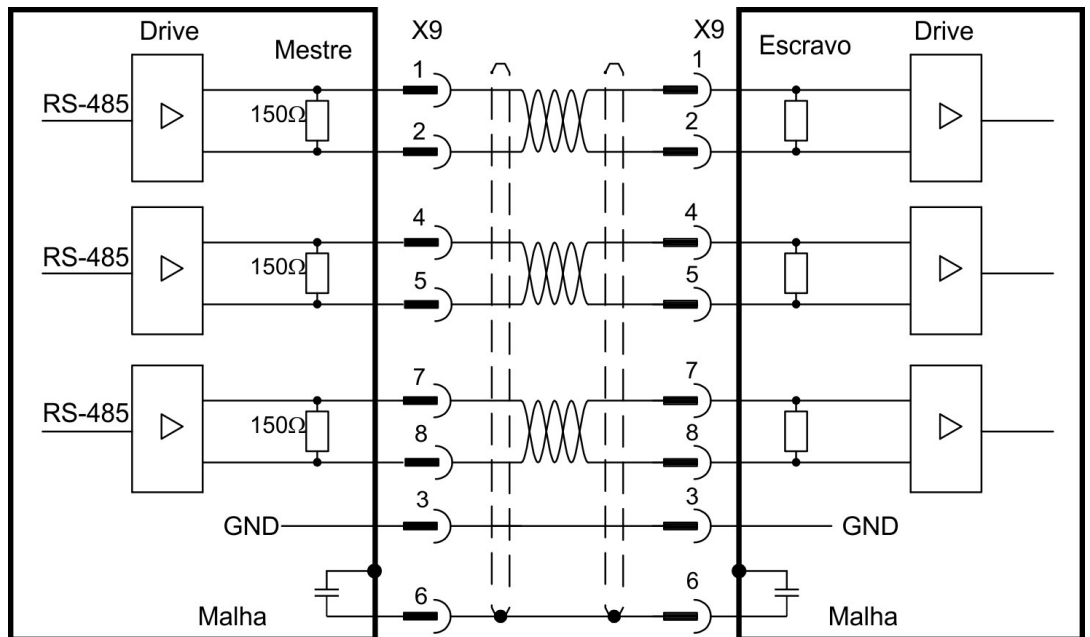 Drive
Mestre
X9
X9
Escravo
Drive
1
1
RS-485
150Ω
2
2
4
4
RS-485
150Ω
5
5
7
7
RS-485
150Ω
8
8
3
3
GND
GND
6
6
Malha
Malha